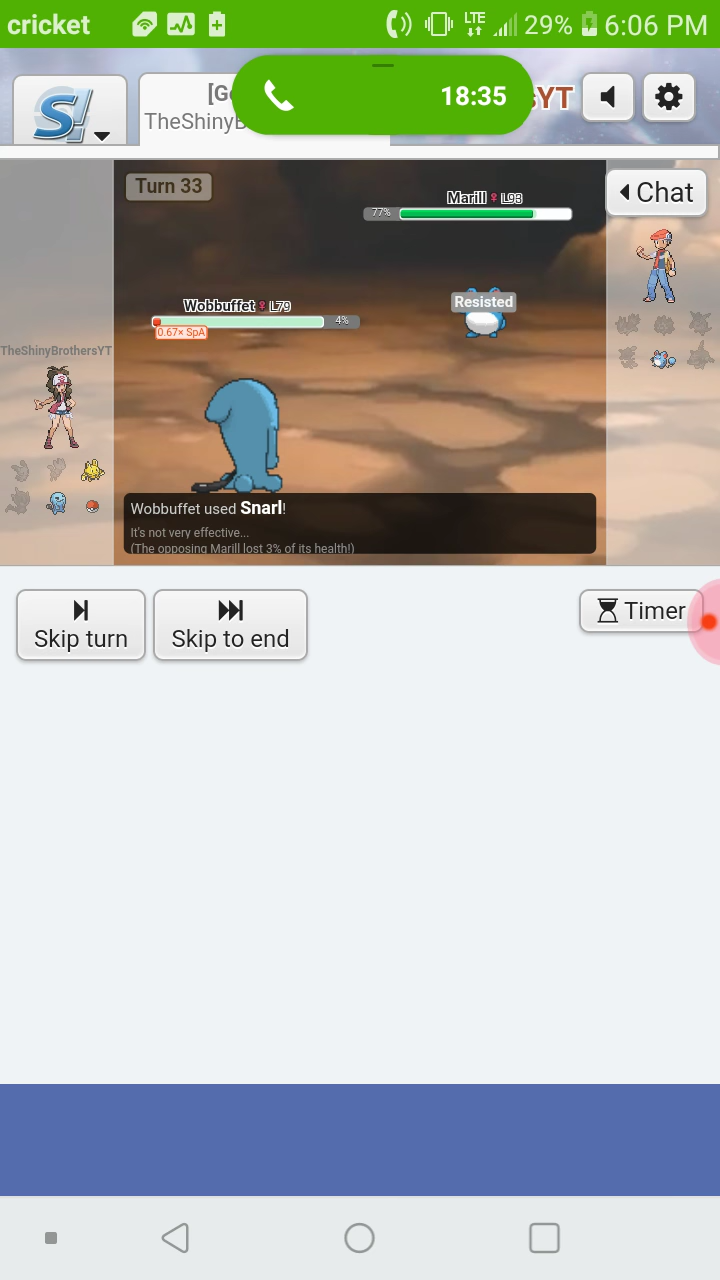 cricket
LTE
29%
6:06 PM
18:35
[G
TheShinyB
sYT
Turn 33
Marill ♀ L93
77%
Chat
Wobbuffet ♀ L79
4%
0.67× SpA
Resisted
TheShinyBrothersYT
Wobbuffet used Snarl!
It's not very effective...
(The opposing Marill lost 3% of its health!)
Skip turn
Skip to end
Timer